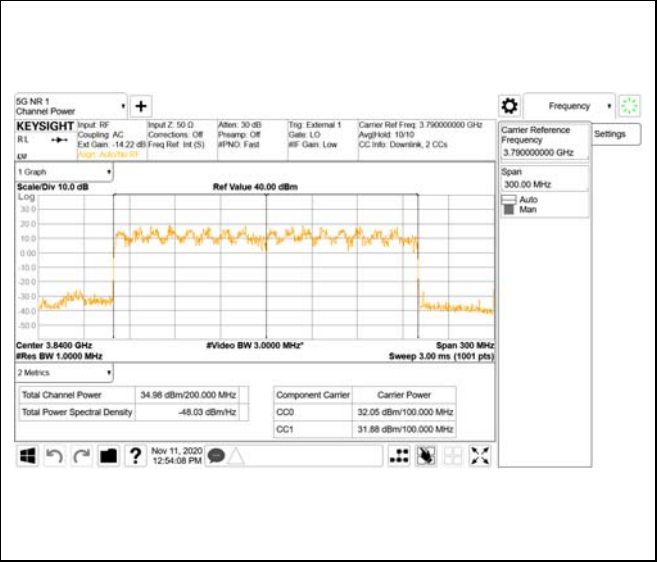 5G NR 1
Channel Power
Frequency
KEYSIGHT
Input: RF
Input Z: 50 Ω
Atten: 30 dB
Trig: External 1
Carrier Ref Freq: 3.790000000 GHz
RL
Coupling: AC
Corrections: Off
Preamp: Off
Gate: LO
Avg|Hold: 10/10
Ext Gain: -14.22 dB
Freq Ref: Int (S)
#PNO: Fast
#IF Gain: Low
CC Info: Downlink, 2 CCs
Align: Auto/No RF
Carrier Reference
Frequency
3.790000000 GHz
Settings
Span
300.00 MHz
Auto
Man
1 Graph
Scale/Div 10.0 dB
Ref Value 40.00 dBm
Log
30.0
20.0
10.0
0.00
-10.0
-20.0
-30.0
-40.0
-50.0
Center 3.8400 GHz
#Video BW 3.0000 MHz*
Span 300 MHz
#Res BW 1.0000 MHz
Sweep 3.00 ms (1001 pts)
2 Metrics
Total Channel Power
34.98 dBm/200.000 MHz
Component Carrier
Carrier Power
Total Power Spectral Density
-48.03 dBm/Hz
CC0
32.05 dBm/100.000 MHz
CC1
31.88 dBm/100.000 MHz
?
Nov 11, 2020
12:54:08 PM